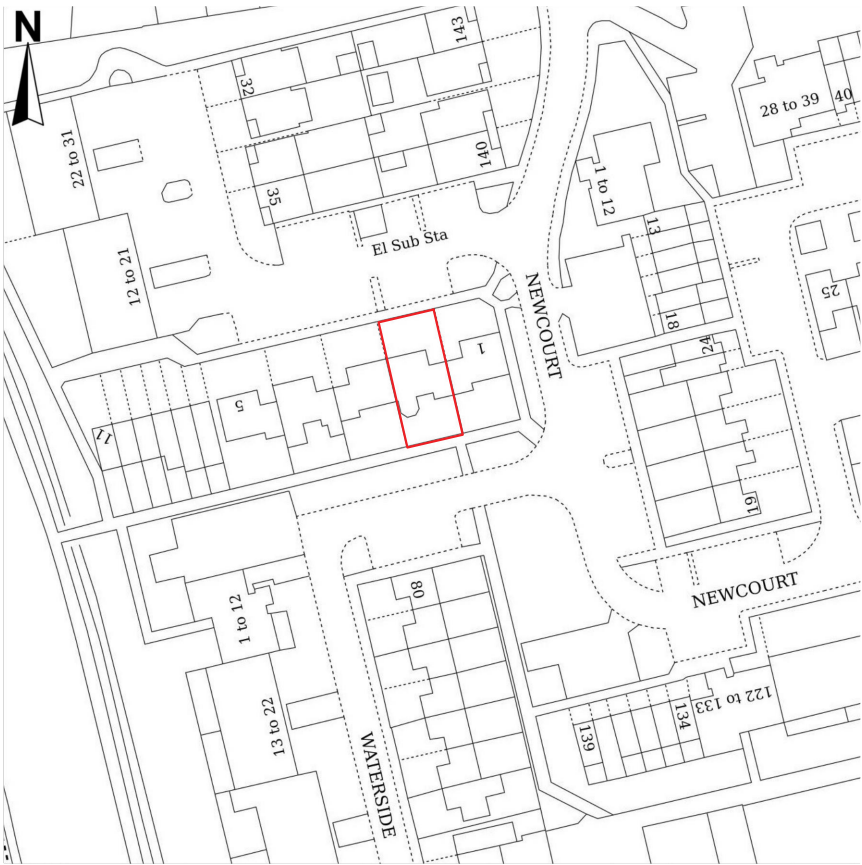 N
143
32
28 to 39
40
22 to 31
140
1 to 12
35
13
El Sub Sta
12 to 21
25
NEWCOURT
18
24
1
5
11
19
80
NEWCOURT
1 to 12
122 to 133
13 to 22
134
139
WATERSIDE